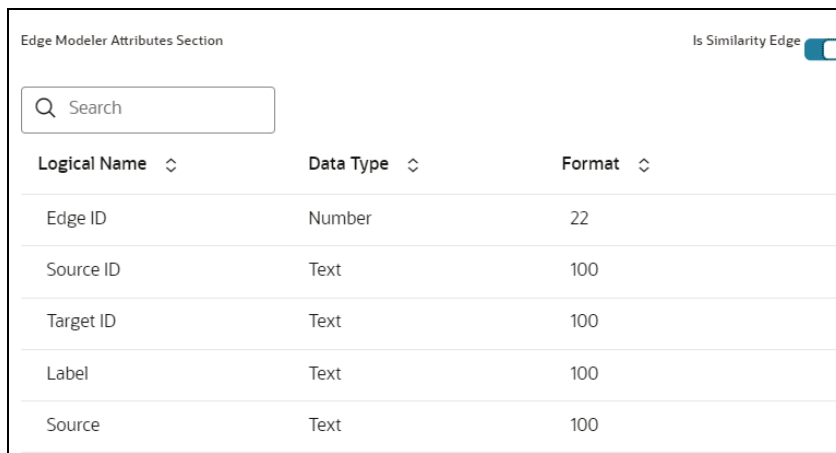 Edge Modeler Attributes Section Is Similarity Edge
Search
Logical Name Data Type Format
Edge ID Number 22
Source ID Text 100
Target ID Text 100
Label Text 100
Source Text 100